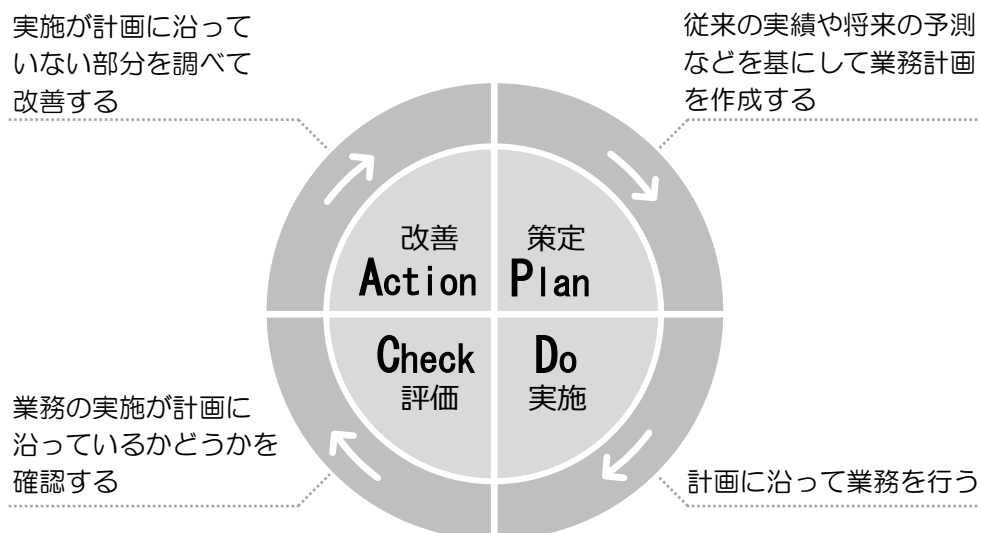 実施が計画に沿って
いない部分を調べて
改善する
従来の実績や将来の予測
などを基にして業務計画
を作成する
改善
Action
策定
Plan
Check
評価
Do
実施
業務の実施が計画に
沿っているかどうかを
確認する
計画に沿って業務を行う